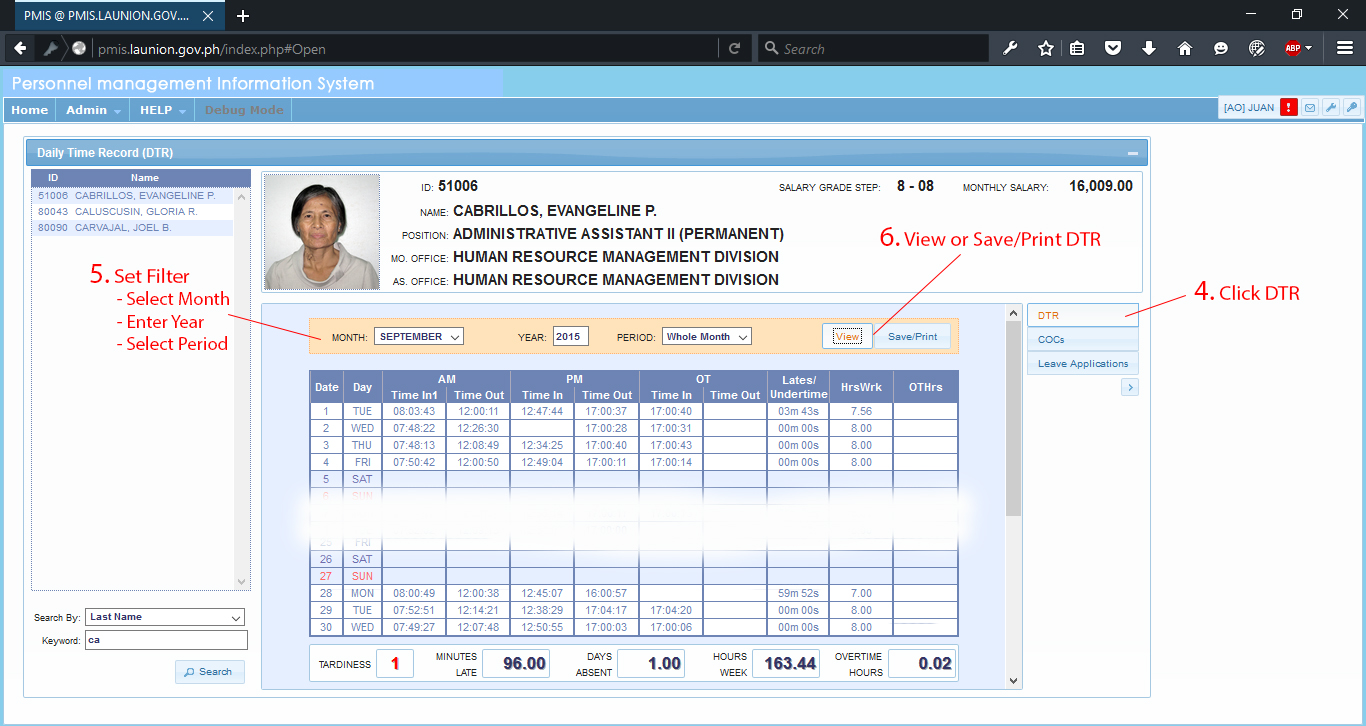 PMIS @ PMIS.LAUNION.GOV....
pmis.launion.gov.ph/index.php#Open
Search
ABP
Personnel management Information System
Home Admin HELP Debug Mode
[AO] JUAN !
Daily Time Record (DTR)
ID Name
51006 CABRILLOS, EVANGELINE P.
80043 CALUSCUSIN, GLORIA R.
80090 CARVAJAL, JOEL B.
ID: 51006 SALARY GRADE STEP: 8 - 08 MONTHLY SALARY: 16,009.00
NAME: CABRILLOS, EVANGELINE P.
POSITION: ADMINISTRATIVE ASSISTANT II (PERMANENT)
MO. OFFICE: HUMAN RESOURCE MANAGEMENT DIVISION
AS. OFFICE: HUMAN RESOURCE MANAGEMENT DIVISION
6. View or Save/Print DTR
5. Set Filter
- Select Month
- Enter Year
- Select Period
4. Click DTR
DTR
COCs
Leave Applications
MONTH: SEPTEMBER YEAR: 2015 PERIOD: Whole Month View Save/Print
Date Day AM PM OT Lates/ Undertime HrsWrk OTHrs
Time In1 Time Out Time In Time Out Time In Time Out
1 TUE 08:03:43 12:00:11 12:47:44 17:00:37 17:00:40 03m 43s 7.56
2 WED 07:48:22 12:26:30 17:00:28 17:00:31 00m 00s 8.00
3 THU 07:48:13 12:08:49 12:34:25 17:00:40 17:00:43 00m 00s 8.00
4 FRI 07:50:42 12:00:50 12:49:04 17:00:11 17:00:14 00m 00s 8.00
5 SAT
6 SUN
25 FRI
26 SAT
27 SUN
28 MON 08:00:49 12:00:38 12:45:07 16:00:57 59m 52s 7.00
29 TUE 07:52:51 12:14:21 12:38:29 17:04:17 17:04:20 00m 00s 8.00
30 WED 07:49:27 12:07:48 12:50:55 17:00:03 17:00:06 00m 00s 8.00
Search By: Last Name
Keyword: ca
Search
TARDINESS 1 MINUTES LATE 96.00 DAYS ABSENT 1.00 HOURS WEEK 163.44 OVERTIME HOURS 0.02